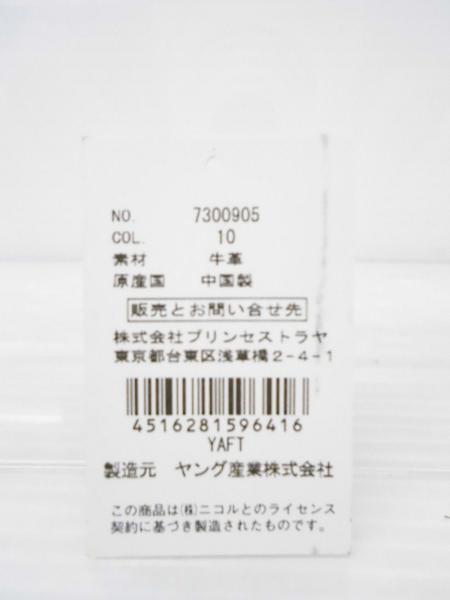 NO. 7300905
COL. 10
素材 牛革
原産国 中国製
販売とお問い合せ先
株式会社プリンセストラヤ
東京都台東区浅草橋2-4-1
4516281596416
YAFT
製造元 ヤング産業株式会社
この商品は(株)ニコルとのライセンス
契約に基づき製造されたものです。